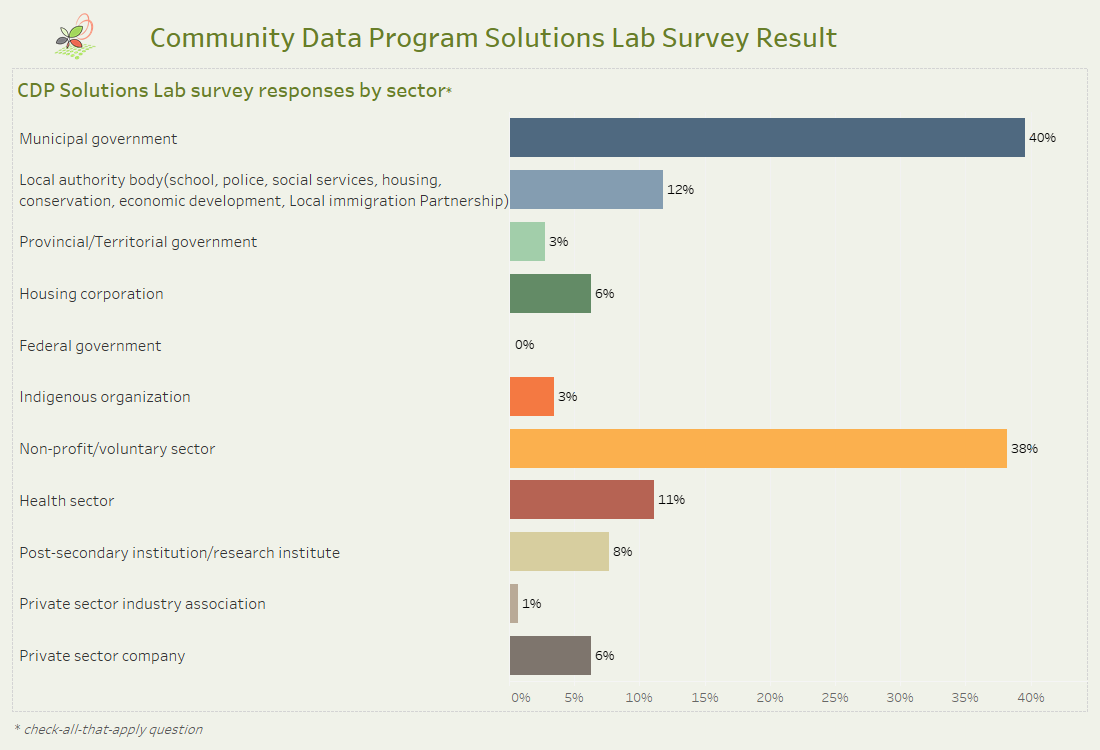 Community Data Program Solutions Lab Survey Result
CDP Solutions Lab survey responses by sector*
Municipal government 40%
Local authority body(school, police, social services, housing,
conservation, economic development, Local immigration Partnership) 12%
Provincial/Territorial government 3%
Housing corporation 6%
Federal government 0%
Indigenous organization 3%
Non-profit/voluntary sector 38%
Health sector 11%
Post-secondary institution/research institute 8%
Private sector industry association 1%
Private sector company 6%
0% 5% 10% 15% 20% 25% 30% 35% 40%
* check-all-that-apply question